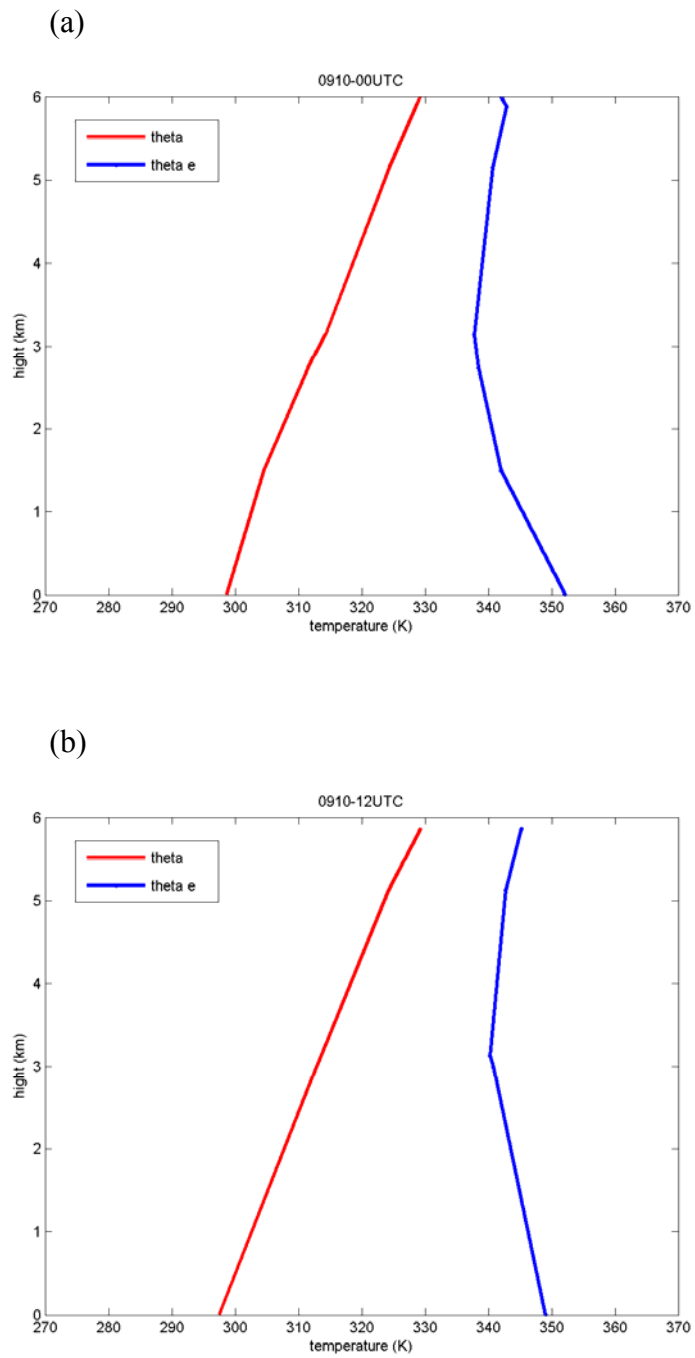 (a)
0910-00UTC
6
5
4
3
2
1
0
theta
theta e
hight (km)
270 280 290 300 310 320 330 340 350 360 370
temperature (K)
(b)
0910-12UTC
6
5
4
3
2
1
0
theta
theta e
hight (km)
270 280 290 300 310 320 330 340 350 360 370
temperature (K)